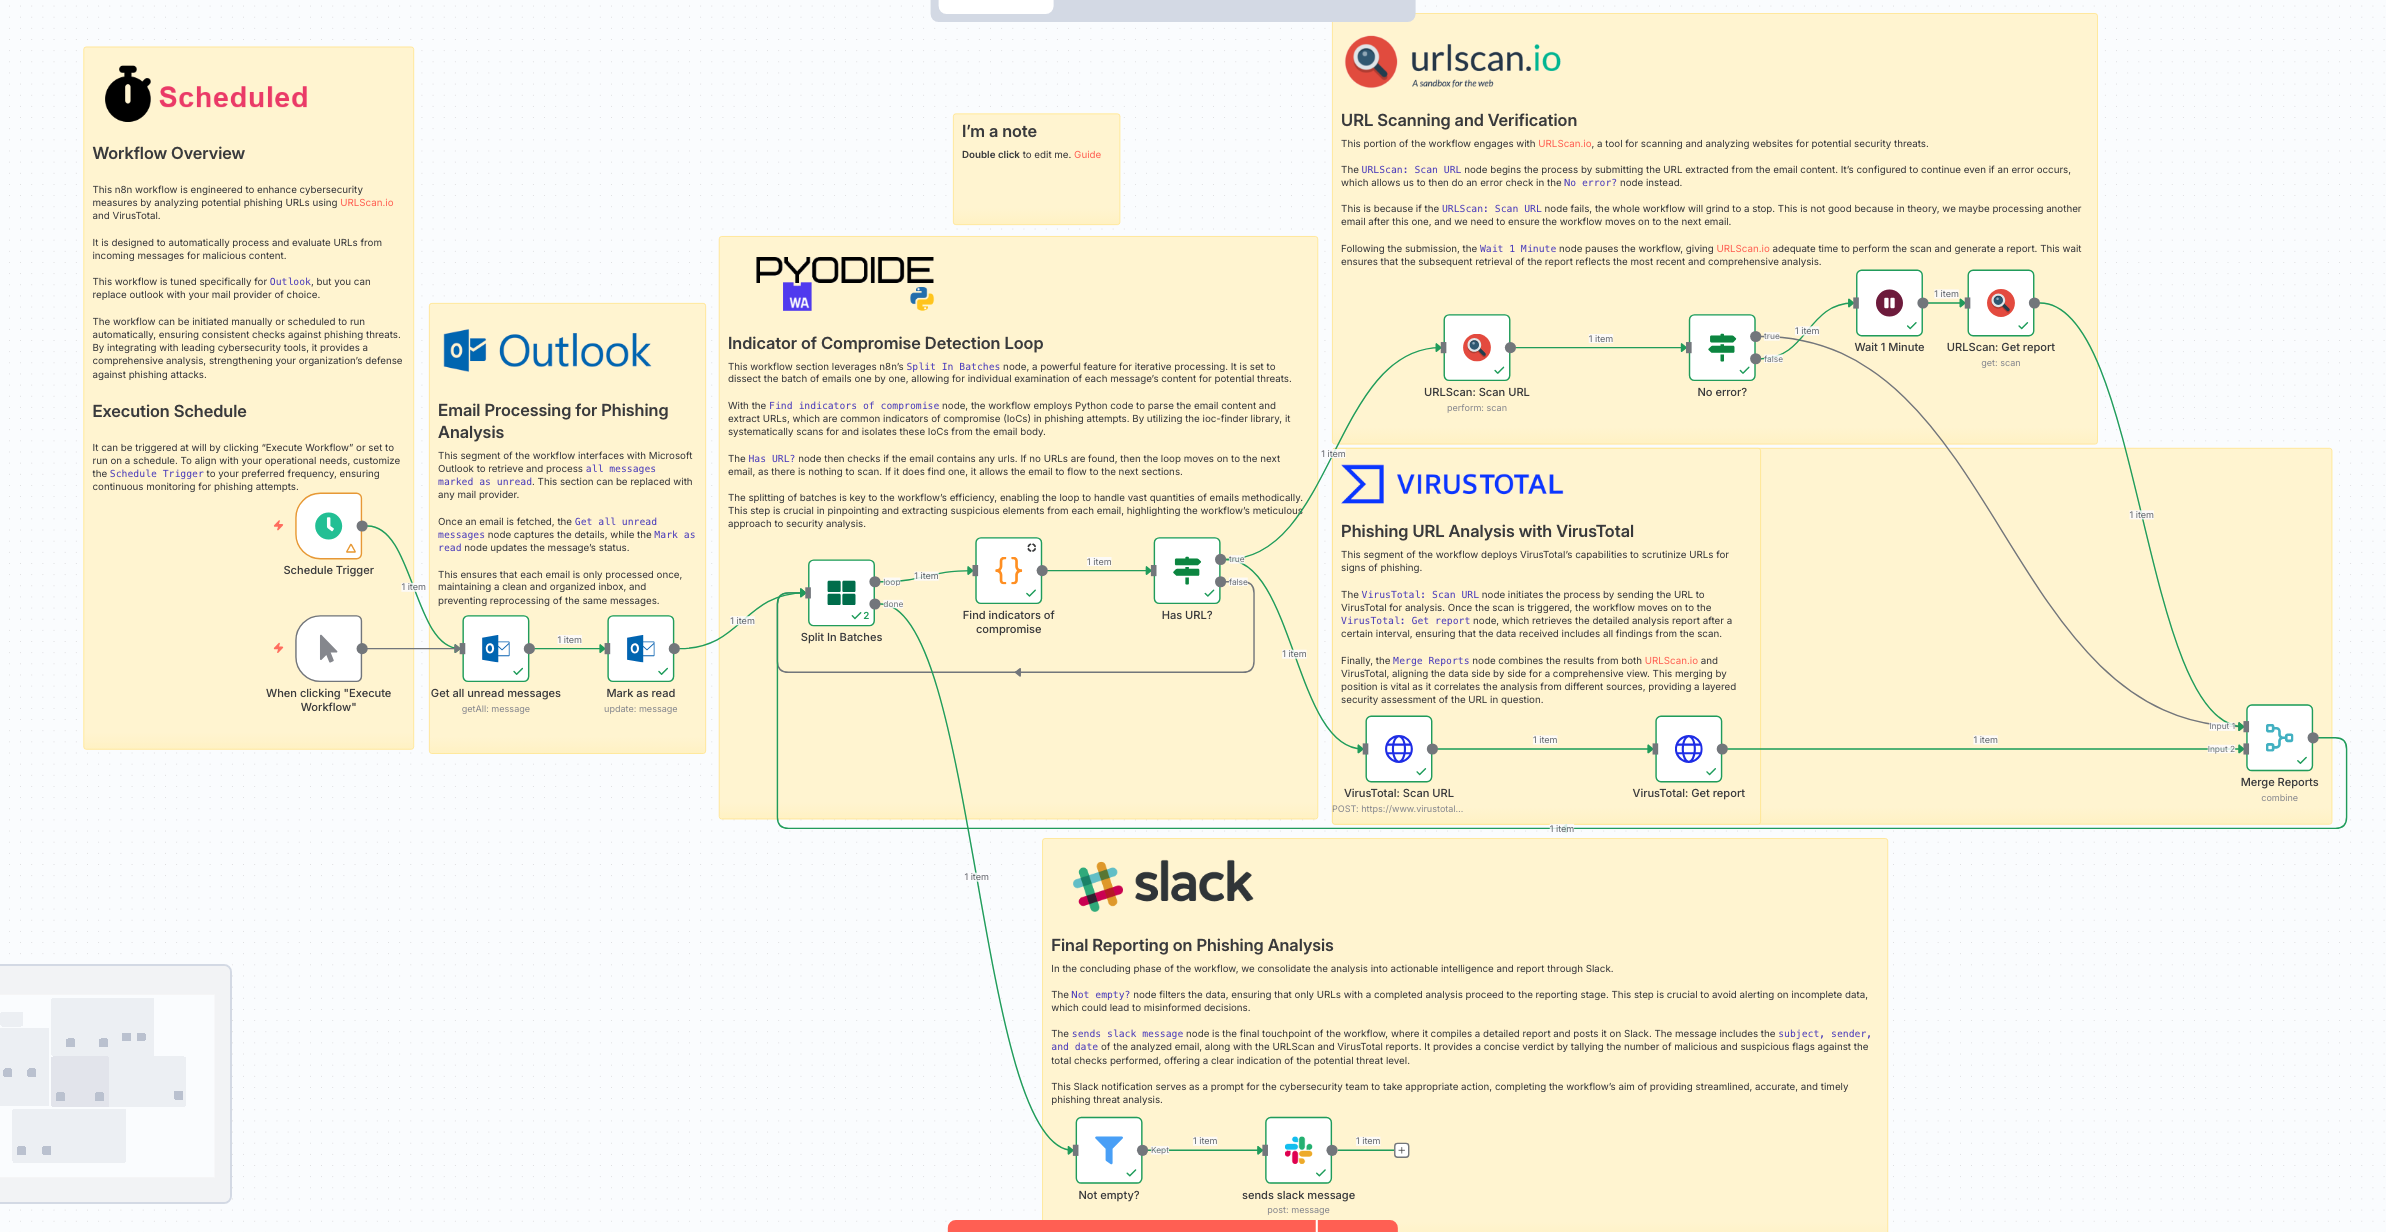 Scheduled
Workflow Overview
This n8n workflow is engineered to enhance cybersecurity
measures by analyzing potential phishing URLs using URLScan.io
and VirusTotal.
It is designed to automatically process and evaluate URLs from
incoming messages for malicious content.
This workflow is tuned specifically for Outlook, but you can
replace outlook with your mail provider of choice.
The workflow can be initiated manually or scheduled to run
automatically, ensuring consistent checks against phishing threats.
By integrating with leading cybersecurity tools, it provides a
comprehensive analysis, strengthening your organization's defense
against phishing attacks.
Execution Schedule
It can be triggered at will by clicking “Execute Workflow” or set to
run on a schedule. To align with your operational needs, customize
the Schedule Trigger to your preferred frequency, ensuring
continuous monitoring for phishing attempts.
Schedule Trigger
When clicking "Execute
Workflow"
1 item
Outlook
Email Processing for Phishing
Analysis
This segment of the workflow interfaces with Microsoft
Outlook to retrieve and process all messages
marked as unread. This section can be replaced with
any mail provider.
Once an email is fetched, the Get all unread
messages node captures the details, while the Mark as
read node updates the message's status.
This ensures that each email is only processed once,
maintaining a clean and organized inbox, and
preventing reprocessing of the same messages.
1 item
Get all unread messages
getAll: message
Mark as read
update: message
1 item
I'm a note
Double click to edit me. Guide
PYODIDE
WA
Indicator of Compromise Detection Loop
This workflow section leverages n8n's Split In Batches node, a powerful feature for iterative processing. It is set to
dissect the batch of emails one by one, allowing for individual examination of each message's content for potential threats.
With the Find indicators of compromise node, the workflow employs Python code to parse the email content and
extract URLs, which are common indicators of compromise (IoCs) in phishing attempts. By utilizing the ioc-finder library, it
systematically scans for and isolates these IoCs from the email body.
The Has URL? node then checks if the email contains any urls. If no URLs are found, then the loop moves on to the next
email, as there is nothing to scan. If it does find one, it allows the email to flow to the next sections.
The splitting of batches is key to the workflow's efficiency, enabling the loop to handle vast quantities of emails methodically.
This step is crucial in pinpointing and extracting suspicious elements from each email, highlighting the workflow's meticulous
approach to security analysis.
2
loop
done
1 item
Split In Batches
{}
Find indicators of
compromise
1 item
Has URL?
true
false
1 item
1 item
urlscan.io
A sandbox for the web
URL Scanning and Verification
This portion of the workflow engages with URLScan.io, a tool for scanning and analyzing websites for potential security threats.
The URLScan: Scan URL node begins the process by submitting the URL extracted from the email content. It's configured to continue even if an error occurs,
which allows us to then do an error check in the No error? node instead.
This is because if the URLScan: Scan URL node fails, the whole workflow will grind to a stop. This is not good because in theory, we maybe processing another
email after this one, and we need to ensure the workflow moves on to the next email.
Following the submission, the Wait 1 Minute node pauses the workflow, giving URLScan.io adequate time to perform the scan and generate a report. This wait
ensures that the subsequent retrieval of the report reflects the most recent and comprehensive analysis.
URLScan: Scan URL
perform: scan
1 item
No error?
true
false
1 item
Wait 1 Minute
1 item
URLScan: Get report
get: scan
1 item
VIRUSTOTAL
Phishing URL Analysis with VirusTotal
This segment of the workflow deploys VirusTotal's capabilities to scrutinize URLs for
signs of phishing.
The VirusTotal: Scan URL node initiates the process by sending the URL to
VirusTotal for analysis. Once the scan is triggered, the workflow moves on to the
VirusTotal: Get report node, which retrieves the detailed analysis report after a
certain interval, ensuring that the data received includes all findings from the scan.
Finally, the Merge Reports node combines the results from both URLScan.io and
VirusTotal, aligning the data side by side for a comprehensive view. This merging by
position is vital as it correlates the analysis from different sources, providing a layered
security assessment of the URL in question.
VirusTotal: Scan URL
POST: https://www.virustotal...
1 item
VirusTotal: Get report
1 item
Input 1
Input 2
Merge Reports
combine
1 item
1 item
slack
Final Reporting on Phishing Analysis
In the concluding phase of the workflow, we consolidate the analysis into actionable intelligence and report through Slack.
The Not empty? node filters the data, ensuring that only URLs with a completed analysis proceed to the reporting stage. This step is crucial to avoid alerting on incomplete data,
which could lead to misinformed decisions.
The sends slack message node is the final touchpoint of the workflow, where it compiles a detailed report and posts it on Slack. The message includes the subject, sender,
and date of the analyzed email, along with the URLScan and VirusTotal reports. It provides a concise verdict by tallying the number of malicious and suspicious flags against the
total checks performed, offering a clear indication of the potential threat level.
This Slack notification serves as a prompt for the cybersecurity team to take appropriate action, completing the workflow's aim of providing streamlined, accurate, and timely
phishing threat analysis.
Not empty?
Kept
1 item
sends slack message
post: message
1 item